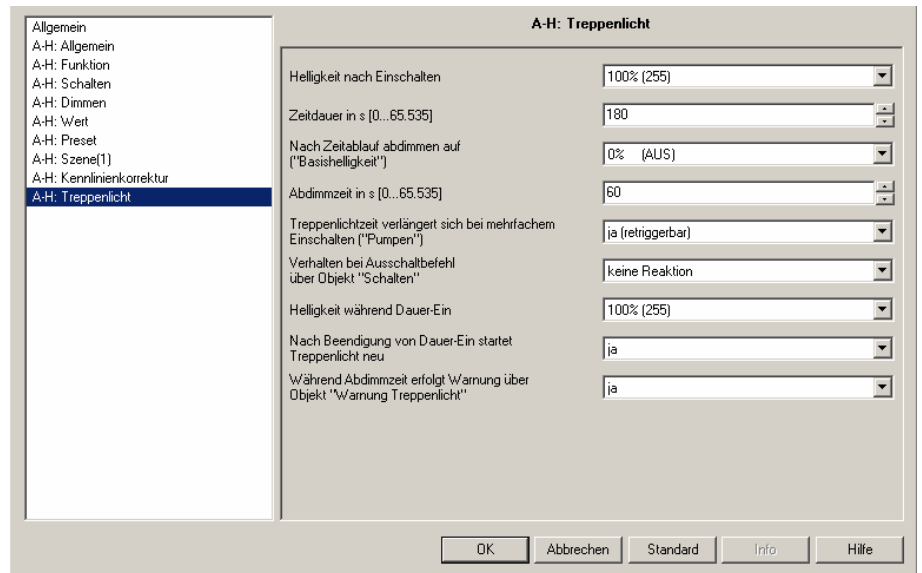 Allgemein
A-H: Allgemein
A-H: Funktion
A-H: Schalten
A-H: Dimmen
A-H: Wert
A-H: Preset
A-H: Szene(1)
A-H: Kennlinienkorrektur
A-H: Treppenlicht
A-H: Treppenlicht
Helligkeit nach Einschalten
100% (255)
Zeitdauer in s [0...65.535]
180
Nach Zeitablauf abdimmen auf
("Basishelligkeit")
0% (AUS)
Abdimmzeit in s [0...65.535]
60
Treppenlichtzeit verlängert sich bei mehrfachem
Einschalten ("Pumpen")
ja (retriggerbar)
Verhalten bei Ausschaltbefehl
über Objekt "Schalten"
keine Reaktion
Helligkeit während Dauer-Ein
100% (255)
Nach Beendigung von Dauer-Ein startet
Treppenlicht neu
ja
Während Abdimmzeit erfolgt Warnung über
Objekt "Warnung Treppenlicht"
ja
OK
Abbrechen
Standard
Info
Hilfe